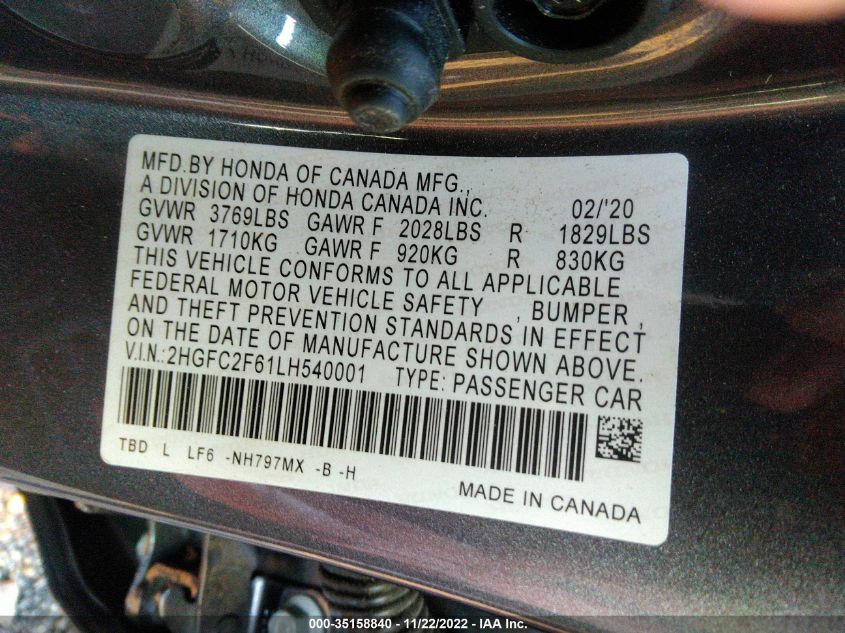 MFD.BY HONDA OF CANADA MFG.,
A DIVISION OF HONDA CANADA INC. 02/'20
GVWR 3769LBS GAWR F 2028LBS R 1829LBS
GVWR 1710KG GAWR F 920KG R 830KG
THIS VEHICLE CONFORMS TO ALL APPLICABLE
FEDERAL MOTOR VEHICLE SAFETY , BUMPER ,
AND THEFT PREVENTION STANDARDS IN EFFECT
ON THE DATE OF MANUFACTURE SHOWN ABOVE.
V.I.N.:2HGFC2F61LH540001 TYPE: PASSENGER CAR
TBD L LF6 -NH797MX -B -H
MADE IN CANADA
000-35158840 - 11/22/2022 - IAA Inc.